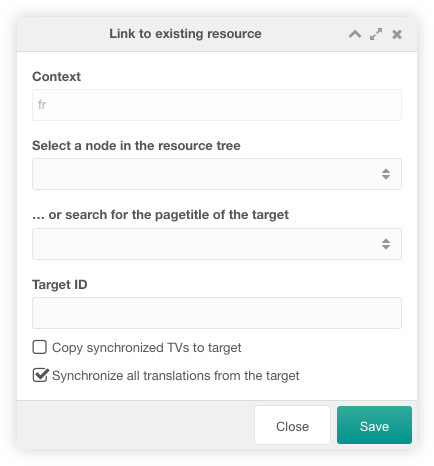 Link to existing resource
Context
fr
Select a node in the resource tree
... or search for the pagetitle of the target
Target ID
Copy synchronized TVs to target
Synchronize all translations from the target
Close
Save